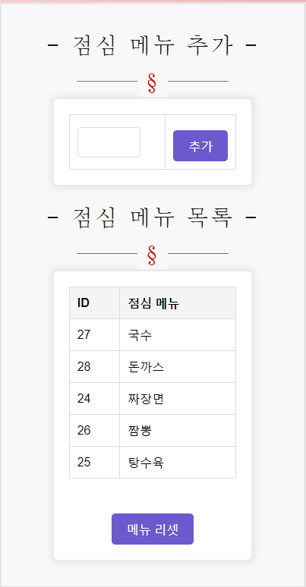 - 점심 메뉴 추가 -
§
추가
- 점심 메뉴 목록 -
§
ID 점심 메뉴
27 국수
28 돈까스
24 짜장면
26 짬뽕
25 탕수육
메뉴 리셋